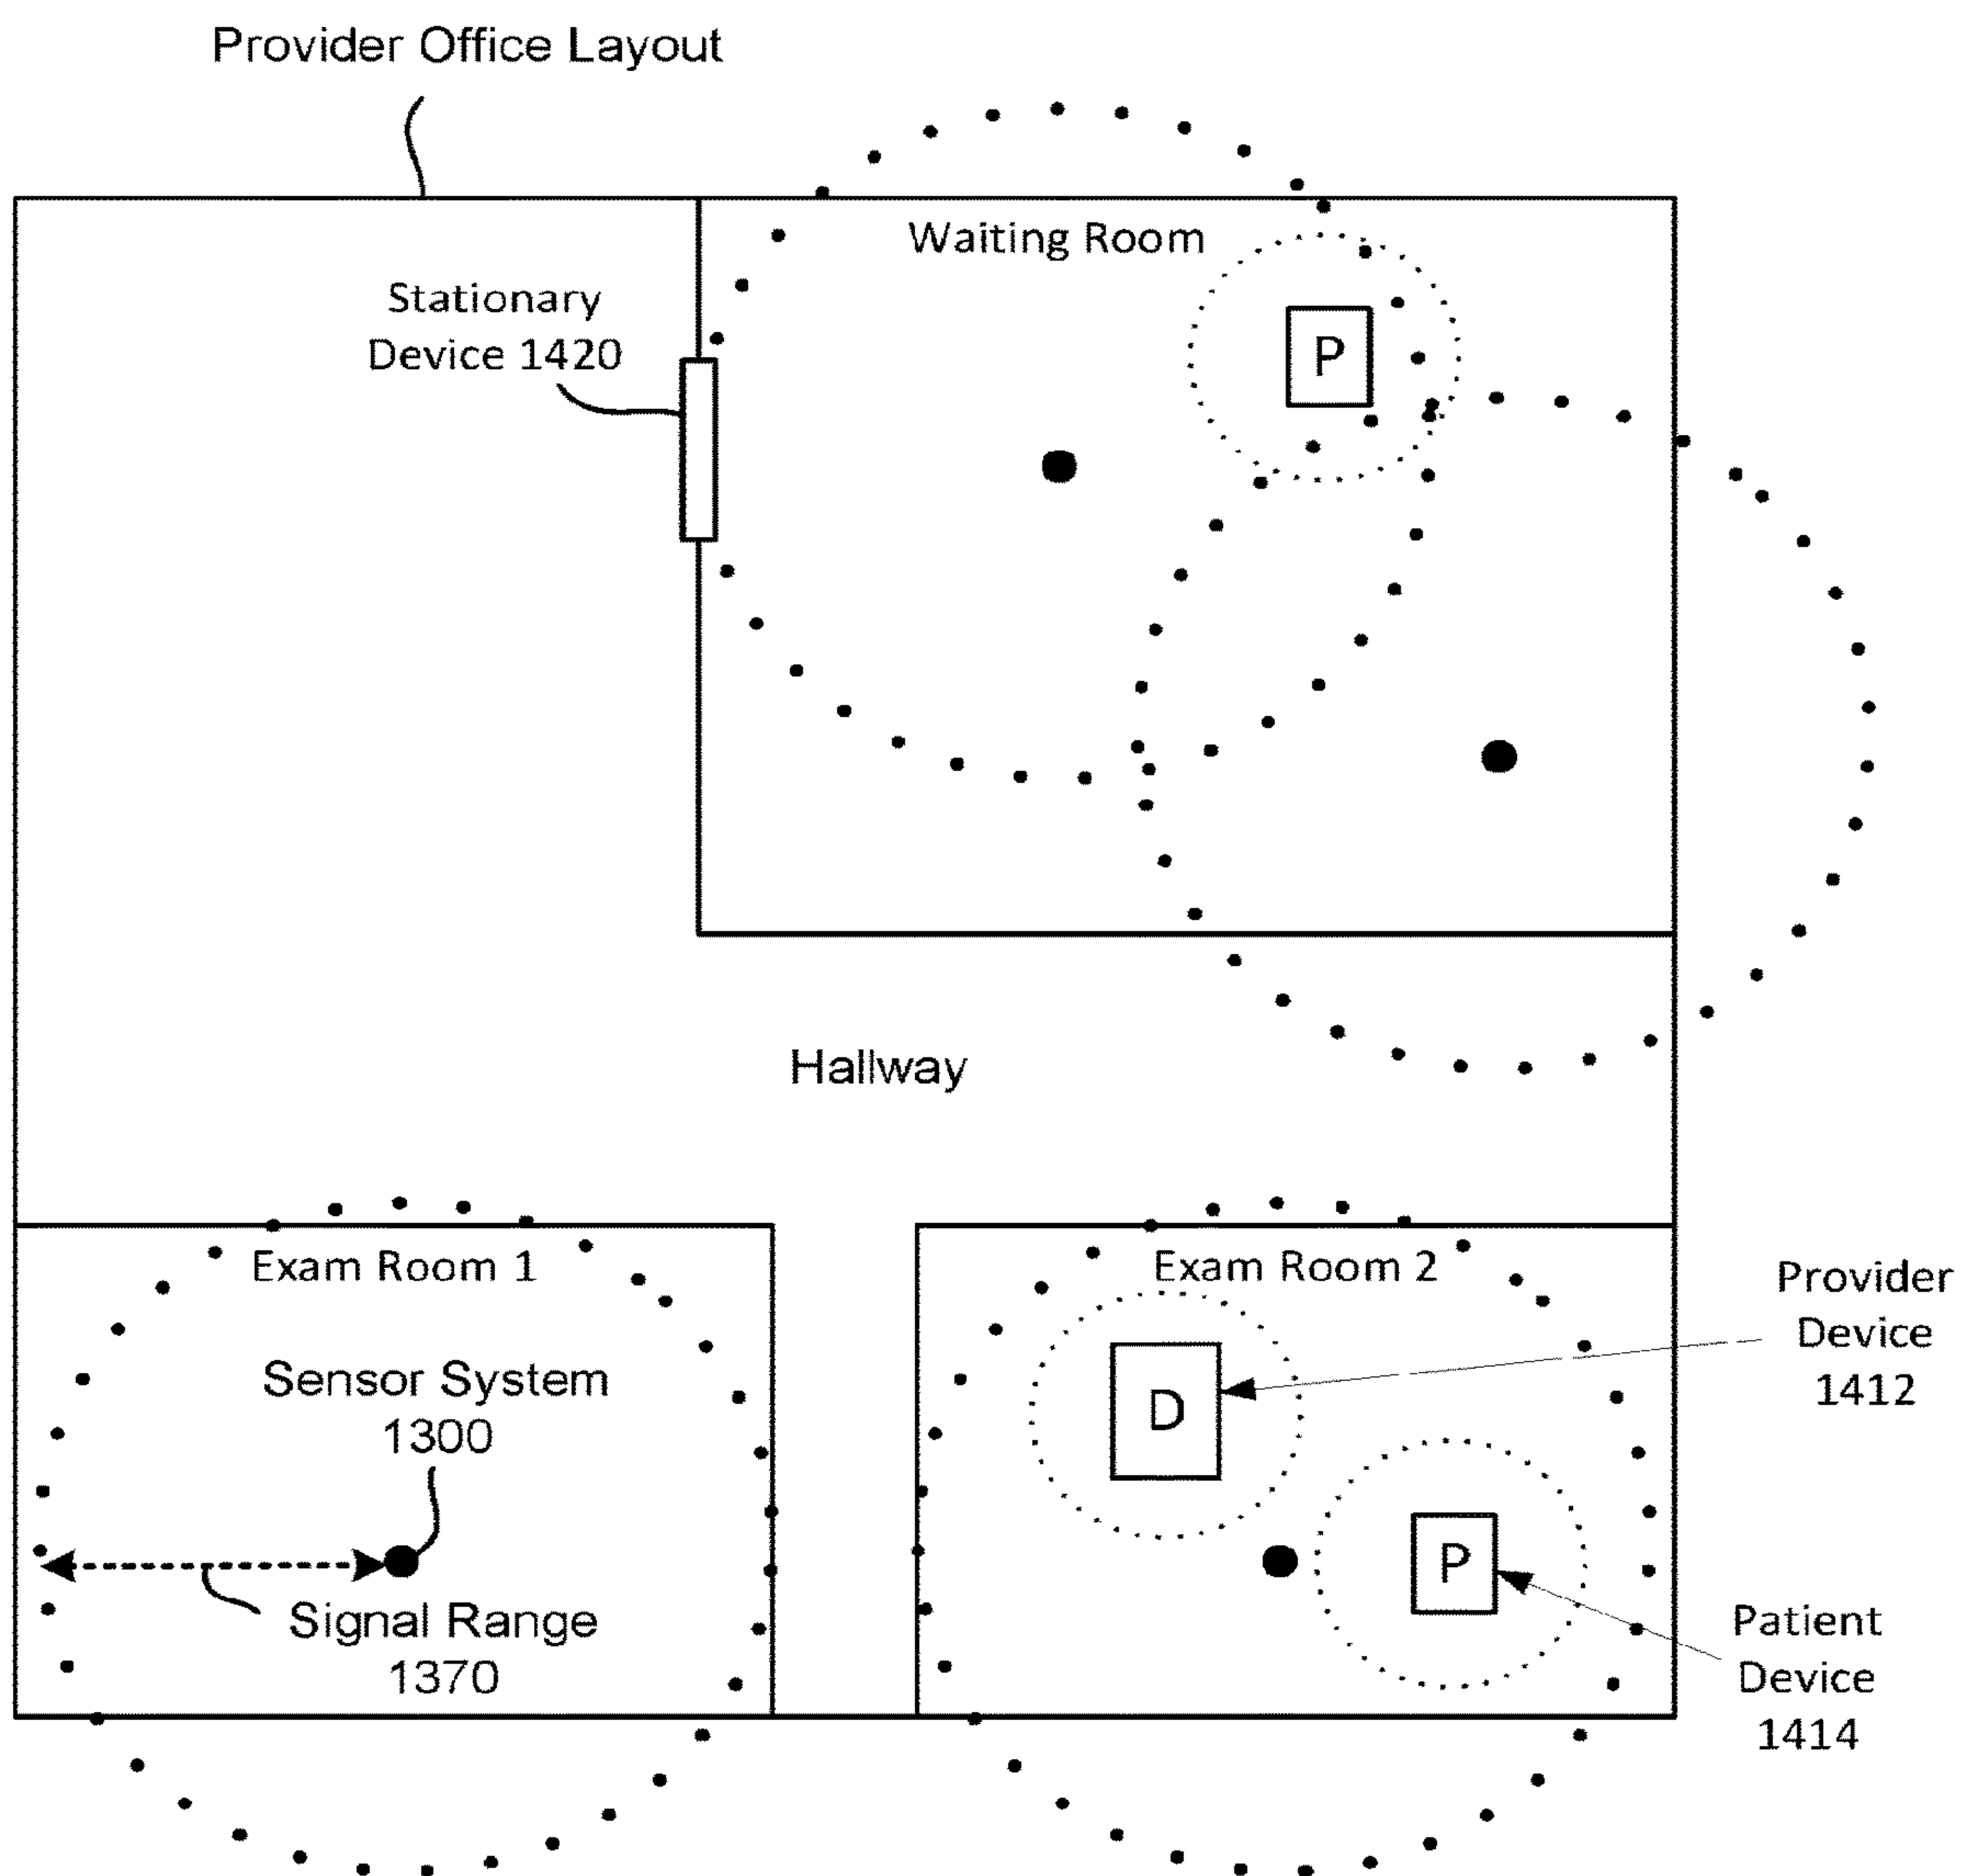 Provider Office Layout
Waiting Room
Stationary
Device 1420
P
Hallway
Exam Room 1
Exam Room 2
Provider
Device
1412
Sensor System
1300
D
P
Signal Range
1370
Patient
Device
1414